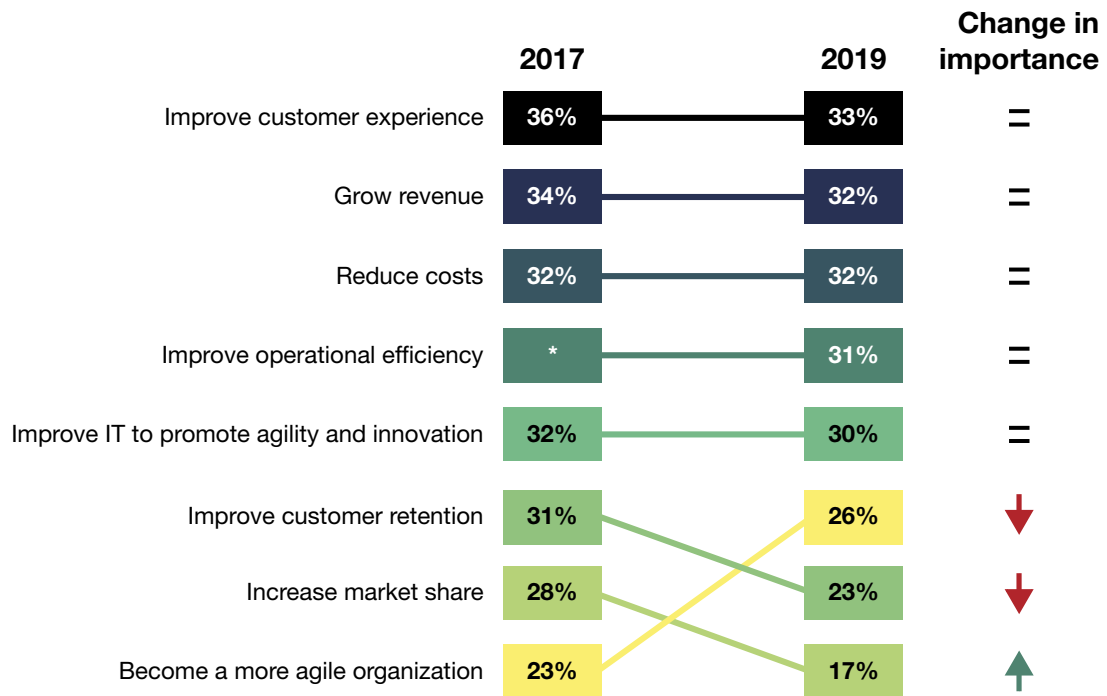 Change in
importance
2017 2019
Improve customer experience 36% 33% =
Grow revenue 34% 32% =
Reduce costs 32% 32% =
Improve operational efficiency * 31% =
Improve IT to promote agility and innovation 32% 30% =
Improve customer retention 31% 26%
Increase market share 28% 23%
Become a more agile organization 23% 17%